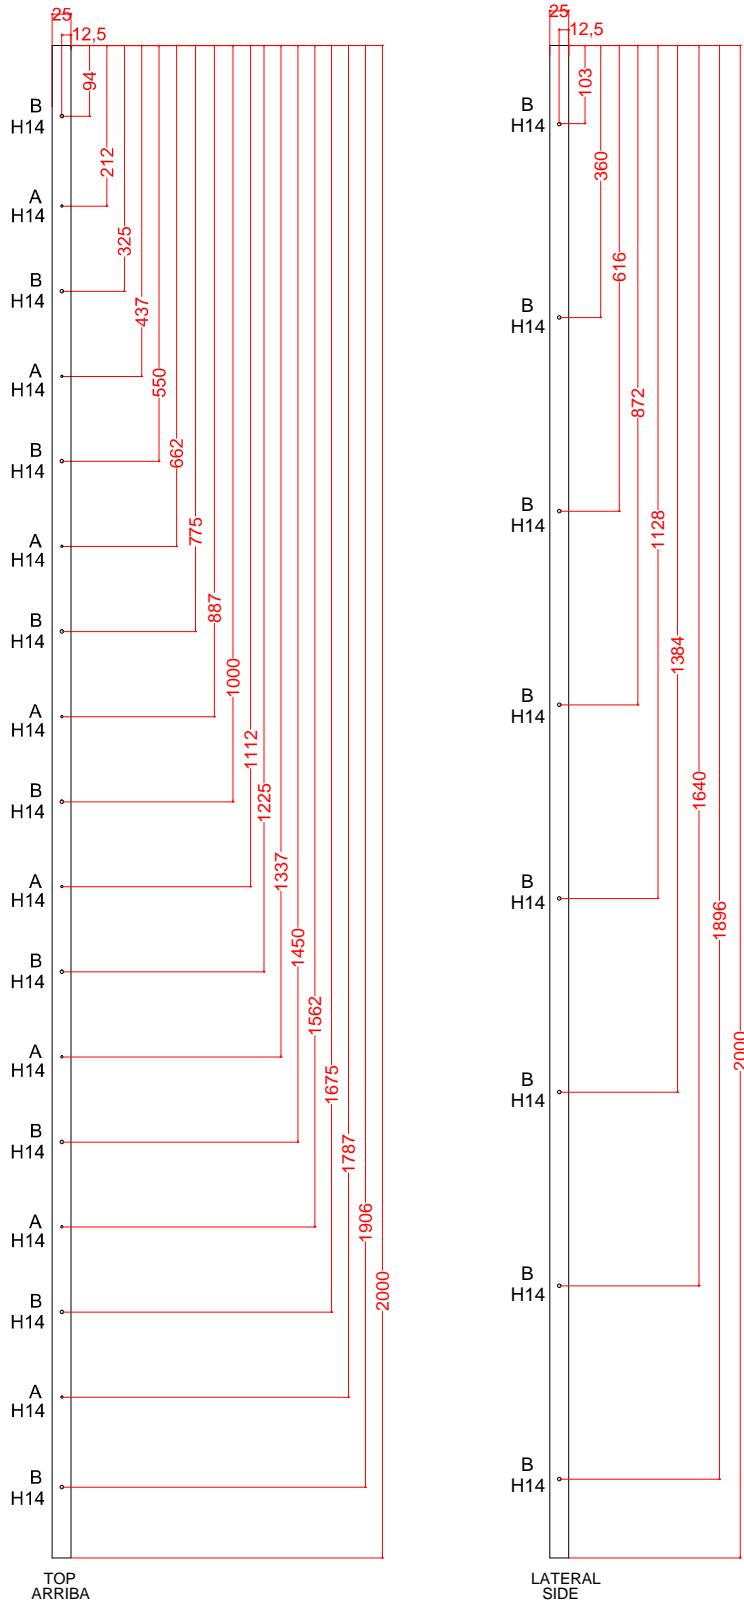 25
12,5
94
B
H14
212
A
H14
325
B
H14
437
A
H14
550
B
H14
662
A
H14
775
B
H14
887
A
H14
1000
B
H14
1112
A
H14
1225
B
H14
1337
A
H14
1450
B
H14
1562
A
H14
1675
B
H14
1787
A
H14
1906
B
H14
2000
TOP
ARRIBA
25
12,5
103
B
H14
360
B
H14
616
B
H14
872
B
H14
1128
B
H14
1384
B
H14
1640
B
H14
1896
B
H14
2000
LATERAL
SIDE